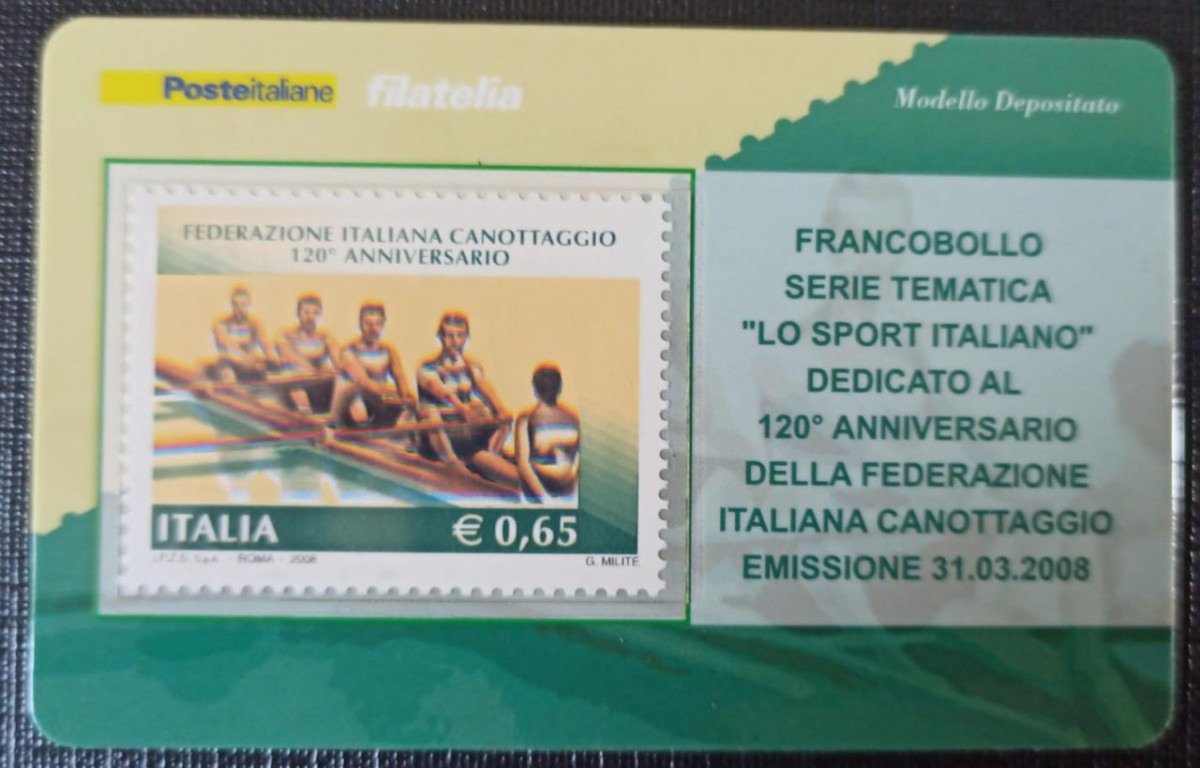 Posteitaliane filatelia
Modello Depositato
FEDERAZIONE ITALIANA CANOTTAGGIO
120° ANNIVERSARIO
ITALIA € 0,65
I.P.Z.S. S.p.A. - ROMA - 2008 G. MILITE
FRANCOBOLLO
SERIE TEMATICA
"LO SPORT ITALIANO"
DEDICATO AL
120° ANNIVERSARIO
DELLA FEDERAZIONE
ITALIANA CANOTTAGGIO
EMISSIONE 31.03.2008